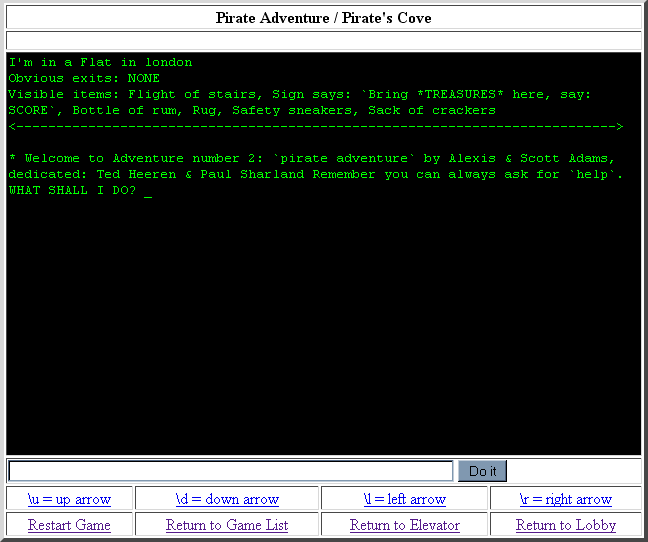 Pirate Adventure / Pirate's Cove
I'm in a Flat in london
Obvious exits: NONE
Visible items: Flight of stairs, Sign says: `Bring *TREASURES* here, say:
SCORE`, Bottle of rum, Rug, Safety sneakers, Sack of crackers
<--------------------------------------------------------------------------->
* Welcome to Adventure number 2: `pirate adventure` by Alexis & Scott Adams,
dedicated: Ted Heeren & Paul Sharland Remember you can always ask for `help`.
WHAT SHALL I DO? _
Do it
\u = up arrow
\d = down arrow
\l = left arrow
\r = right arrow
Restart Game
Return to Game List
Return to Elevator
Return to Lobby